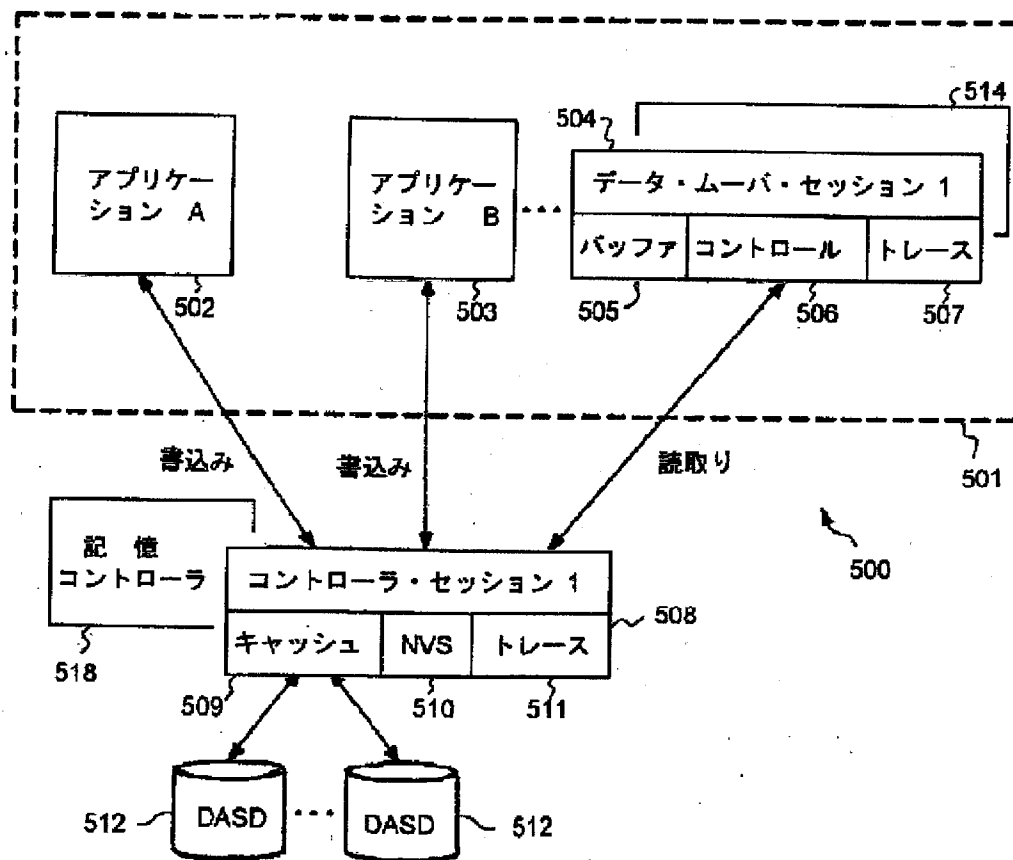 514
504
アプリケー
ション A
アプリケー
ション B
データ・ムーバ・セッション 1
バッファ
コントロール
トレース
502
503
505
506
507
書込み
書込み
読取り
501
記 憶
コントローラ
500
コントローラ・セッション 1
508
キャッシュ
NVS
トレース
518
509
510
511
512
DASD
DASD
512